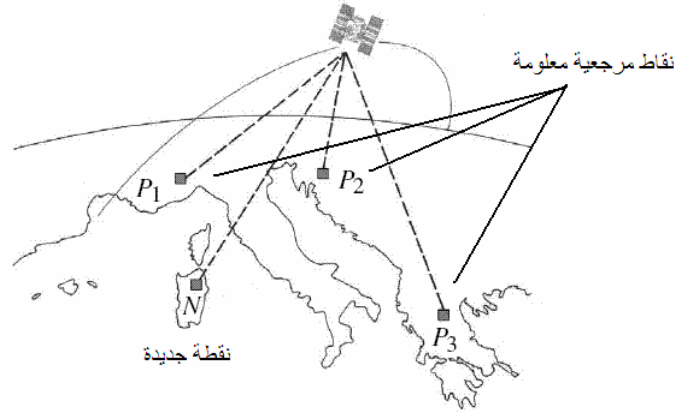 نقاط مرجعية معلومة
P1
P2
N
P3
نقطة جديدة